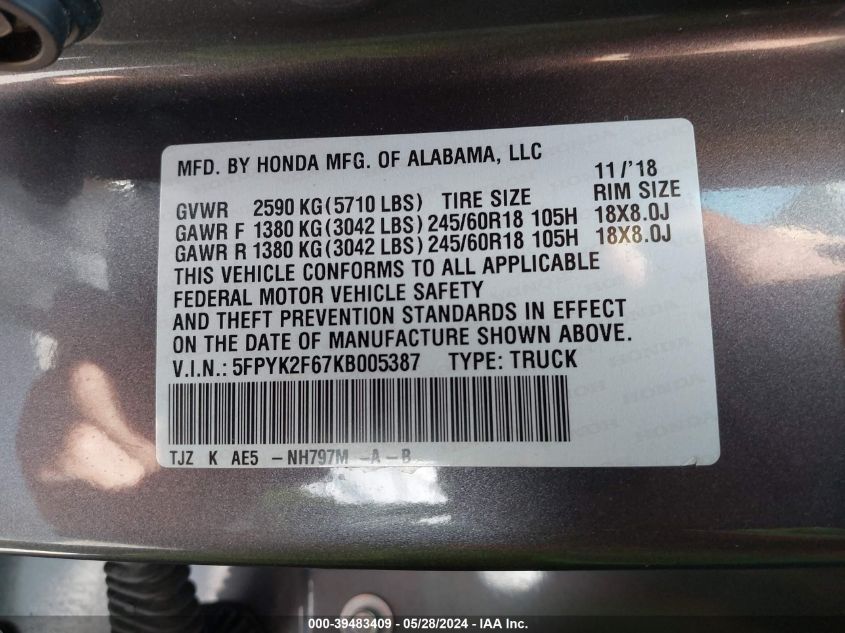 MFD. BY HONDA MFG. OF ALABAMA, LLC 11/'18
GVWR 2590 KG(5710 LBS) TIRE SIZE RIM SIZE
GAWR F 1380 KG(3042 LBS) 245/60R18 105H 18X8.0J
GAWR R 1380 KG(3042 LBS) 245/60R18 105H 18X8.0J
THIS VEHICLE CONFORMS TO ALL APPLICABLE
FEDERAL MOTOR VEHICLE SAFETY
AND THEFT PREVENTION STANDARDS IN EFFECT
ON THE DATE OF MANUFACTURE SHOWN ABOVE.
V.I.N.: 5FPYK2F67KB005387 TYPE: TRUCK
TJZ K AE5 -NH797M -A-B
000-39483409 - 05/28/2024 - IAA Inc.